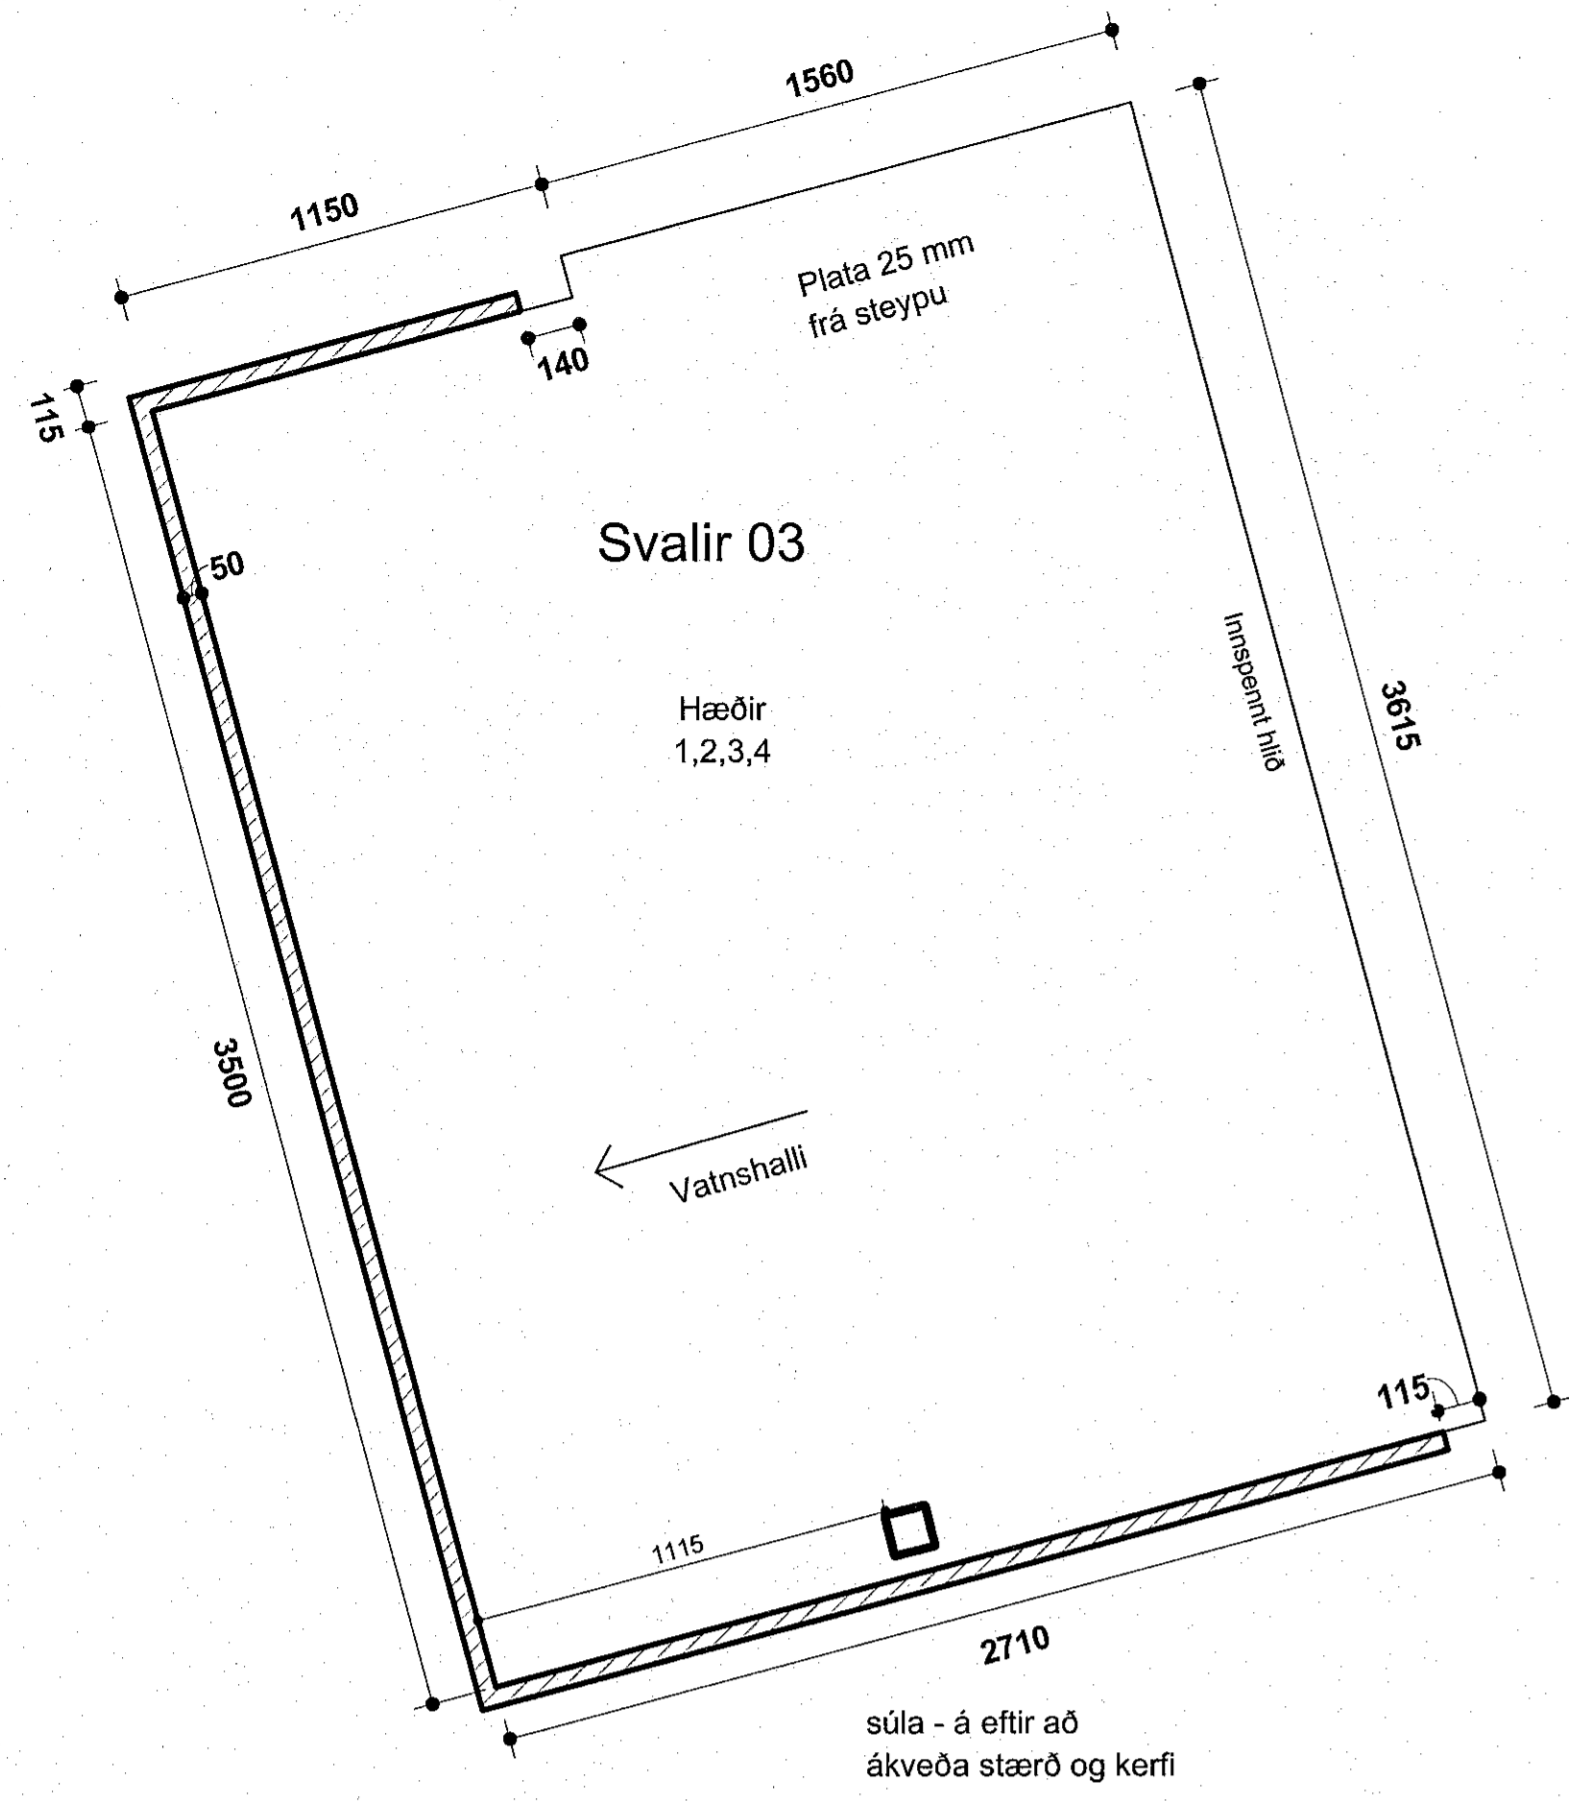 1560
1150
Plata 25 mm
frá steypu
140
115
Svalir 03
50
Innspennt hlið
Hæðir
1,2,3,4
3615
3500
Vatnshalli
115
1115
2710
súla - á eftir að
ákveða stærð og kerfi